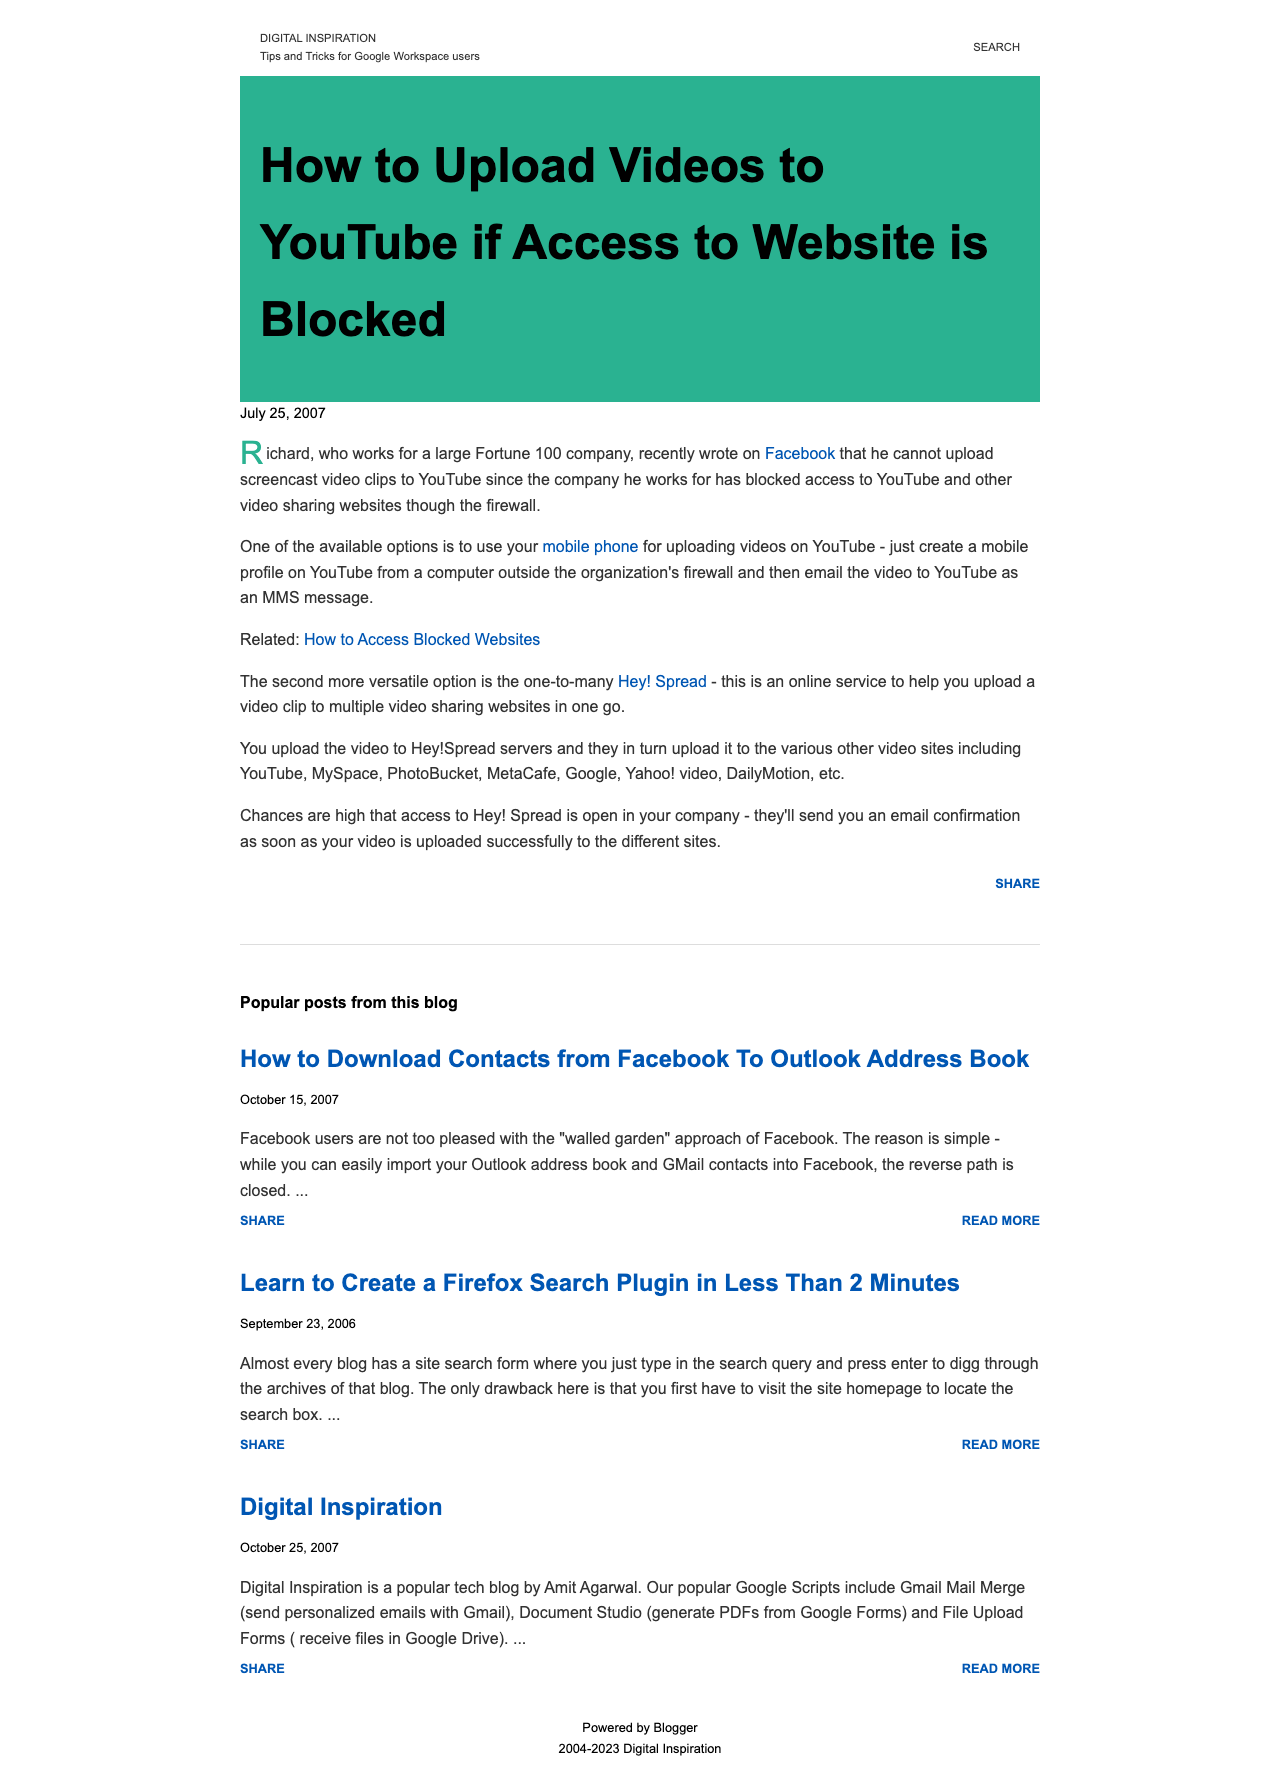 DIGITAL INSPIRATION
Tips and Tricks for Google Workspace users
SEARCH
How to Upload Videos to
YouTube if Access to Website is
Blocked
July 25, 2007
Richard, who works for a large Fortune 100 company, recently wrote on Facebook that he cannot upload
screencast video clips to YouTube since the company he works for has blocked access to YouTube and other
video sharing websites though the firewall.
One of the available options is to use your mobile phone for uploading videos on YouTube - just create a mobile
profile on YouTube from a computer outside the organization's firewall and then email the video to YouTube as
an MMS message.
Related: How to Access Blocked Websites
The second more versatile option is the one-to-many Hey! Spread - this is an online service to help you upload a
video clip to multiple video sharing websites in one go.
You upload the video to Hey!Spread servers and they in turn upload it to the various other video sites including
YouTube, MySpace, PhotoBucket, MetaCafe, Google, Yahoo! video, DailyMotion, etc.
Chances are high that access to Hey! Spread is open in your company - they'll send you an email confirmation
as soon as your video is uploaded successfully to the different sites.
SHARE
Popular posts from this blog
How to Download Contacts from Facebook To Outlook Address Book
October 15, 2007
Facebook users are not too pleased with the "walled garden" approach of Facebook. The reason is simple -
while you can easily import your Outlook address book and GMail contacts into Facebook, the reverse path is
closed. ...
SHARE READ MORE
Learn to Create a Firefox Search Plugin in Less Than 2 Minutes
September 23, 2006
Almost every blog has a site search form where you just type in the search query and press enter to digg through
the archives of that blog. The only drawback here is that you first have to visit the site homepage to locate the
search box. ...
SHARE READ MORE
Digital Inspiration
October 25, 2007
Digital Inspiration is a popular tech blog by Amit Agarwal. Our popular Google Scripts include Gmail Mail Merge
(send personalized emails with Gmail), Document Studio (generate PDFs from Google Forms) and File Upload
Forms ( receive files in Google Drive). ...
SHARE READ MORE
Powered by Blogger
2004-2023 Digital Inspiration